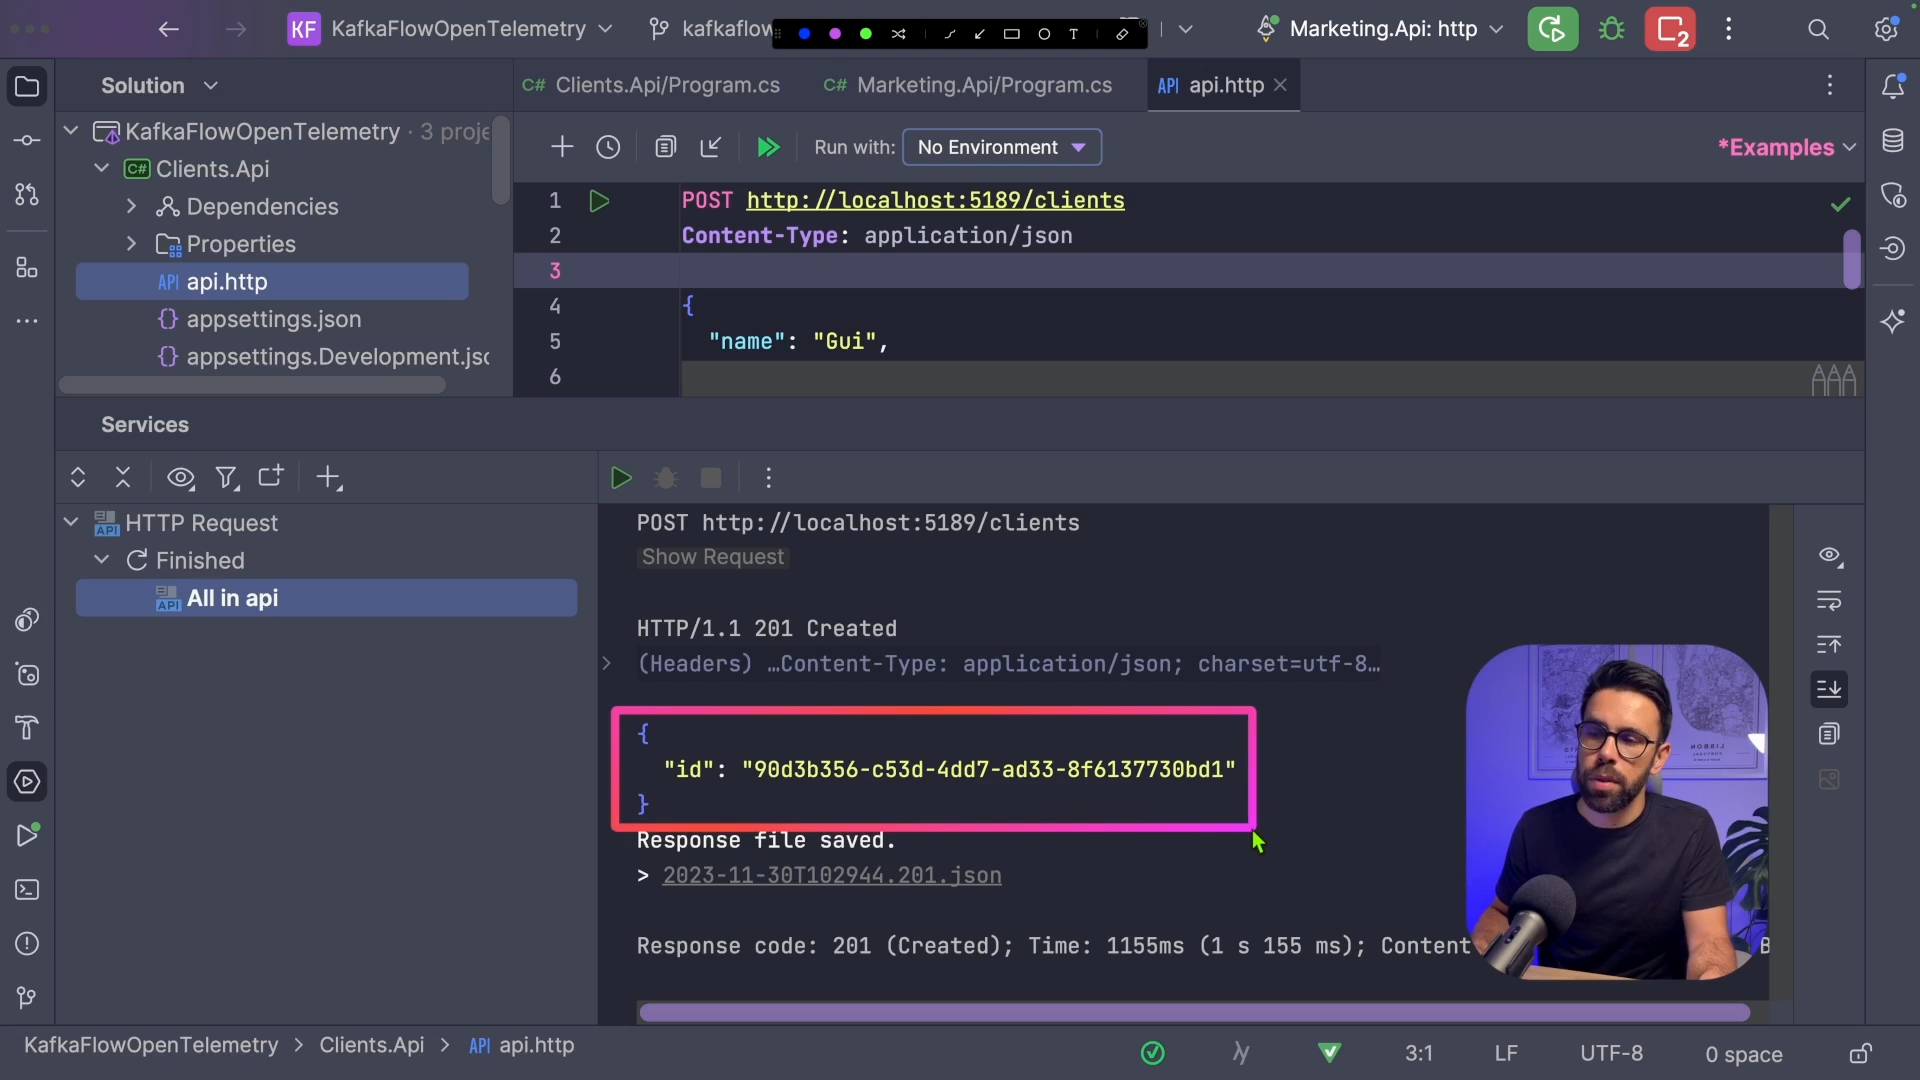 KF KafkaFlowOpenTelemetry kafkaflow T Marketing.Api: http 2
Solution
C# Clients.Api/Program.cs C# Marketing.Api/Program.cs API api.http
KafkaFlowOpenTelemetry · 3 proje
C# Clients.Api
Dependencies
Properties
API api.http
{} appsettings.json
{} appsettings.Development.jsc
Run with: No Environment *Examples
1 POST http://localhost:5189/clients
2 Content-Type: application/json
3
4 {
5 "name": "Gui",
6
Services
API HTTP Request
Finished
API All in api
POST http://localhost:5189/clients
Show Request
HTTP/1.1 201 Created
(Headers) …Content-Type: application/json; charset=utf-8…
{
"id": "90d3b356-c53d-4dd7-ad33-8f6137730bd1"
}
Response file saved.
> 2023-11-30T102944.201.json
Response code: 201 (Created); Time: 1155ms (1 s 155 ms); Content B
LISBON
KafkaFlowOpenTelemetry > Clients.Api > API api.http
3:1 LF UTF-8 0 space